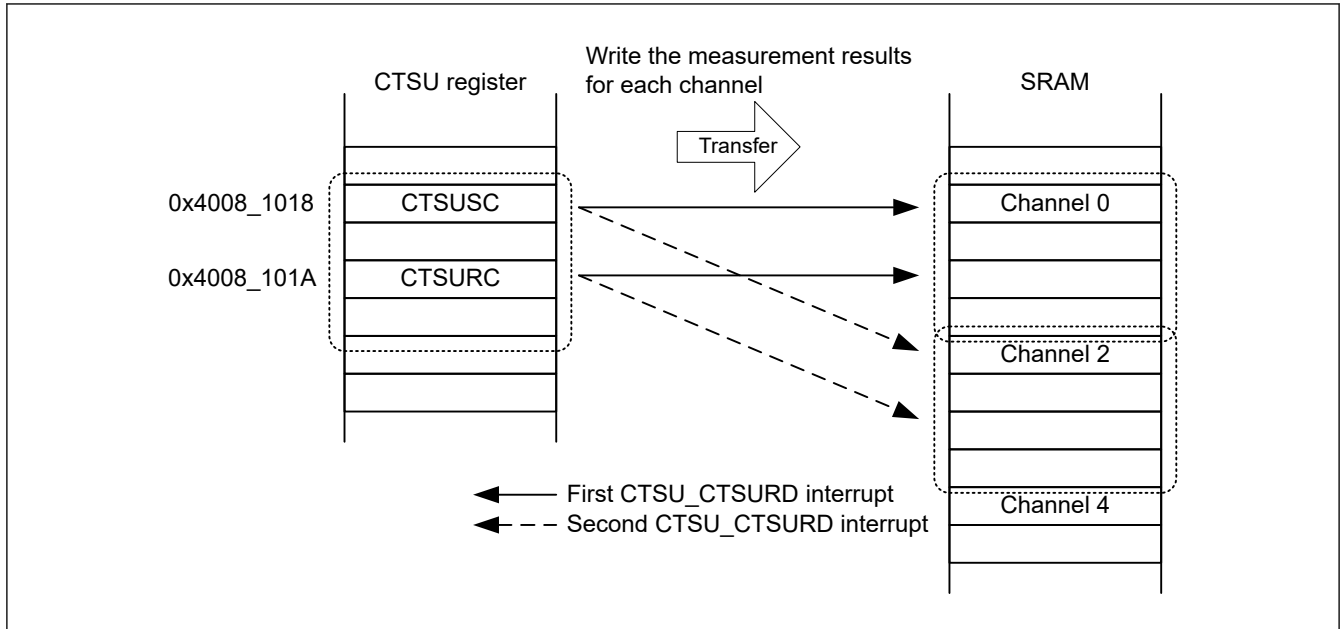 Write the measurement results
for each channel
CTSU register
SRAM
Transfer
0x4008_1018
CTSUSC
Channel 0
0x4008_101A
CTSURC
Channel 2
First CTSU_CTSURD interrupt
Second CTSU_CTSURD interrupt
Channel 4